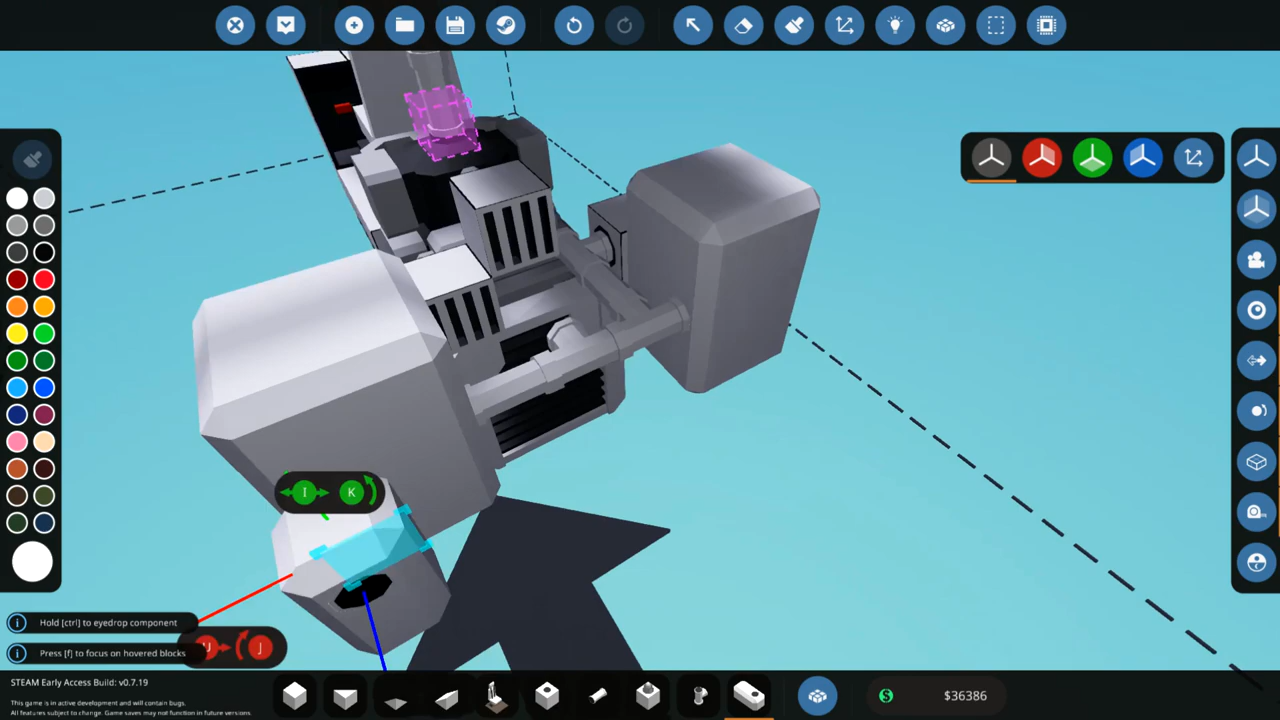 I K
J
Hold [ctrl] to eyedrop component
Press [f] to focus on hovered blocks
STEAM Early Access Build: v0.7.19
This game is in active development and will contain bugs.
All features subject to change. Game saves may not function in future versions.
$ $36386